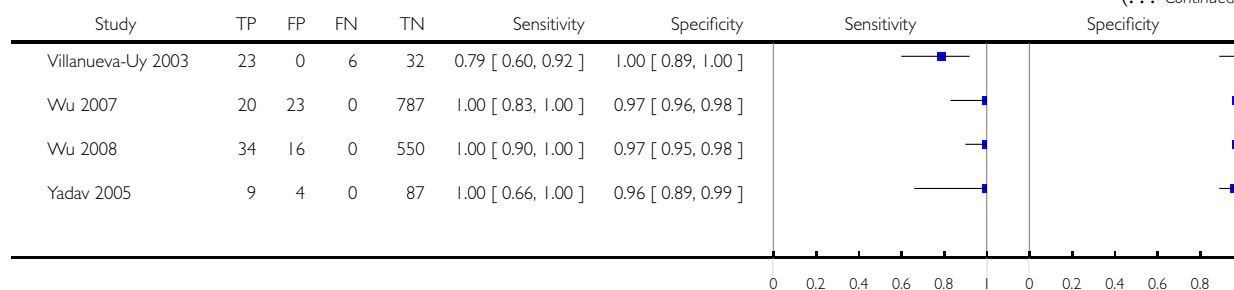 (. . . Continued
Study TP FP FN TN Sensitivity Specificity Sensitivity Specificity
Villanueva-Uy 2003 23 0 6 32 0.79 [ 0.60, 0.92 ] 1.00 [ 0.89, 1.00 ]
Wu 2007 20 23 0 787 1.00 [ 0.83, 1.00 ] 0.97 [ 0.96, 0.98 ]
Wu 2008 34 16 0 550 1.00 [ 0.90, 1.00 ] 0.97 [ 0.95, 0.98 ]
Yadav 2005 9 4 0 87 1.00 [ 0.66, 1.00 ] 0.96 [ 0.89, 0.99 ]
0 0.2 0.4 0.6 0.8 1 0 0.2 0.4 0.6 0.8